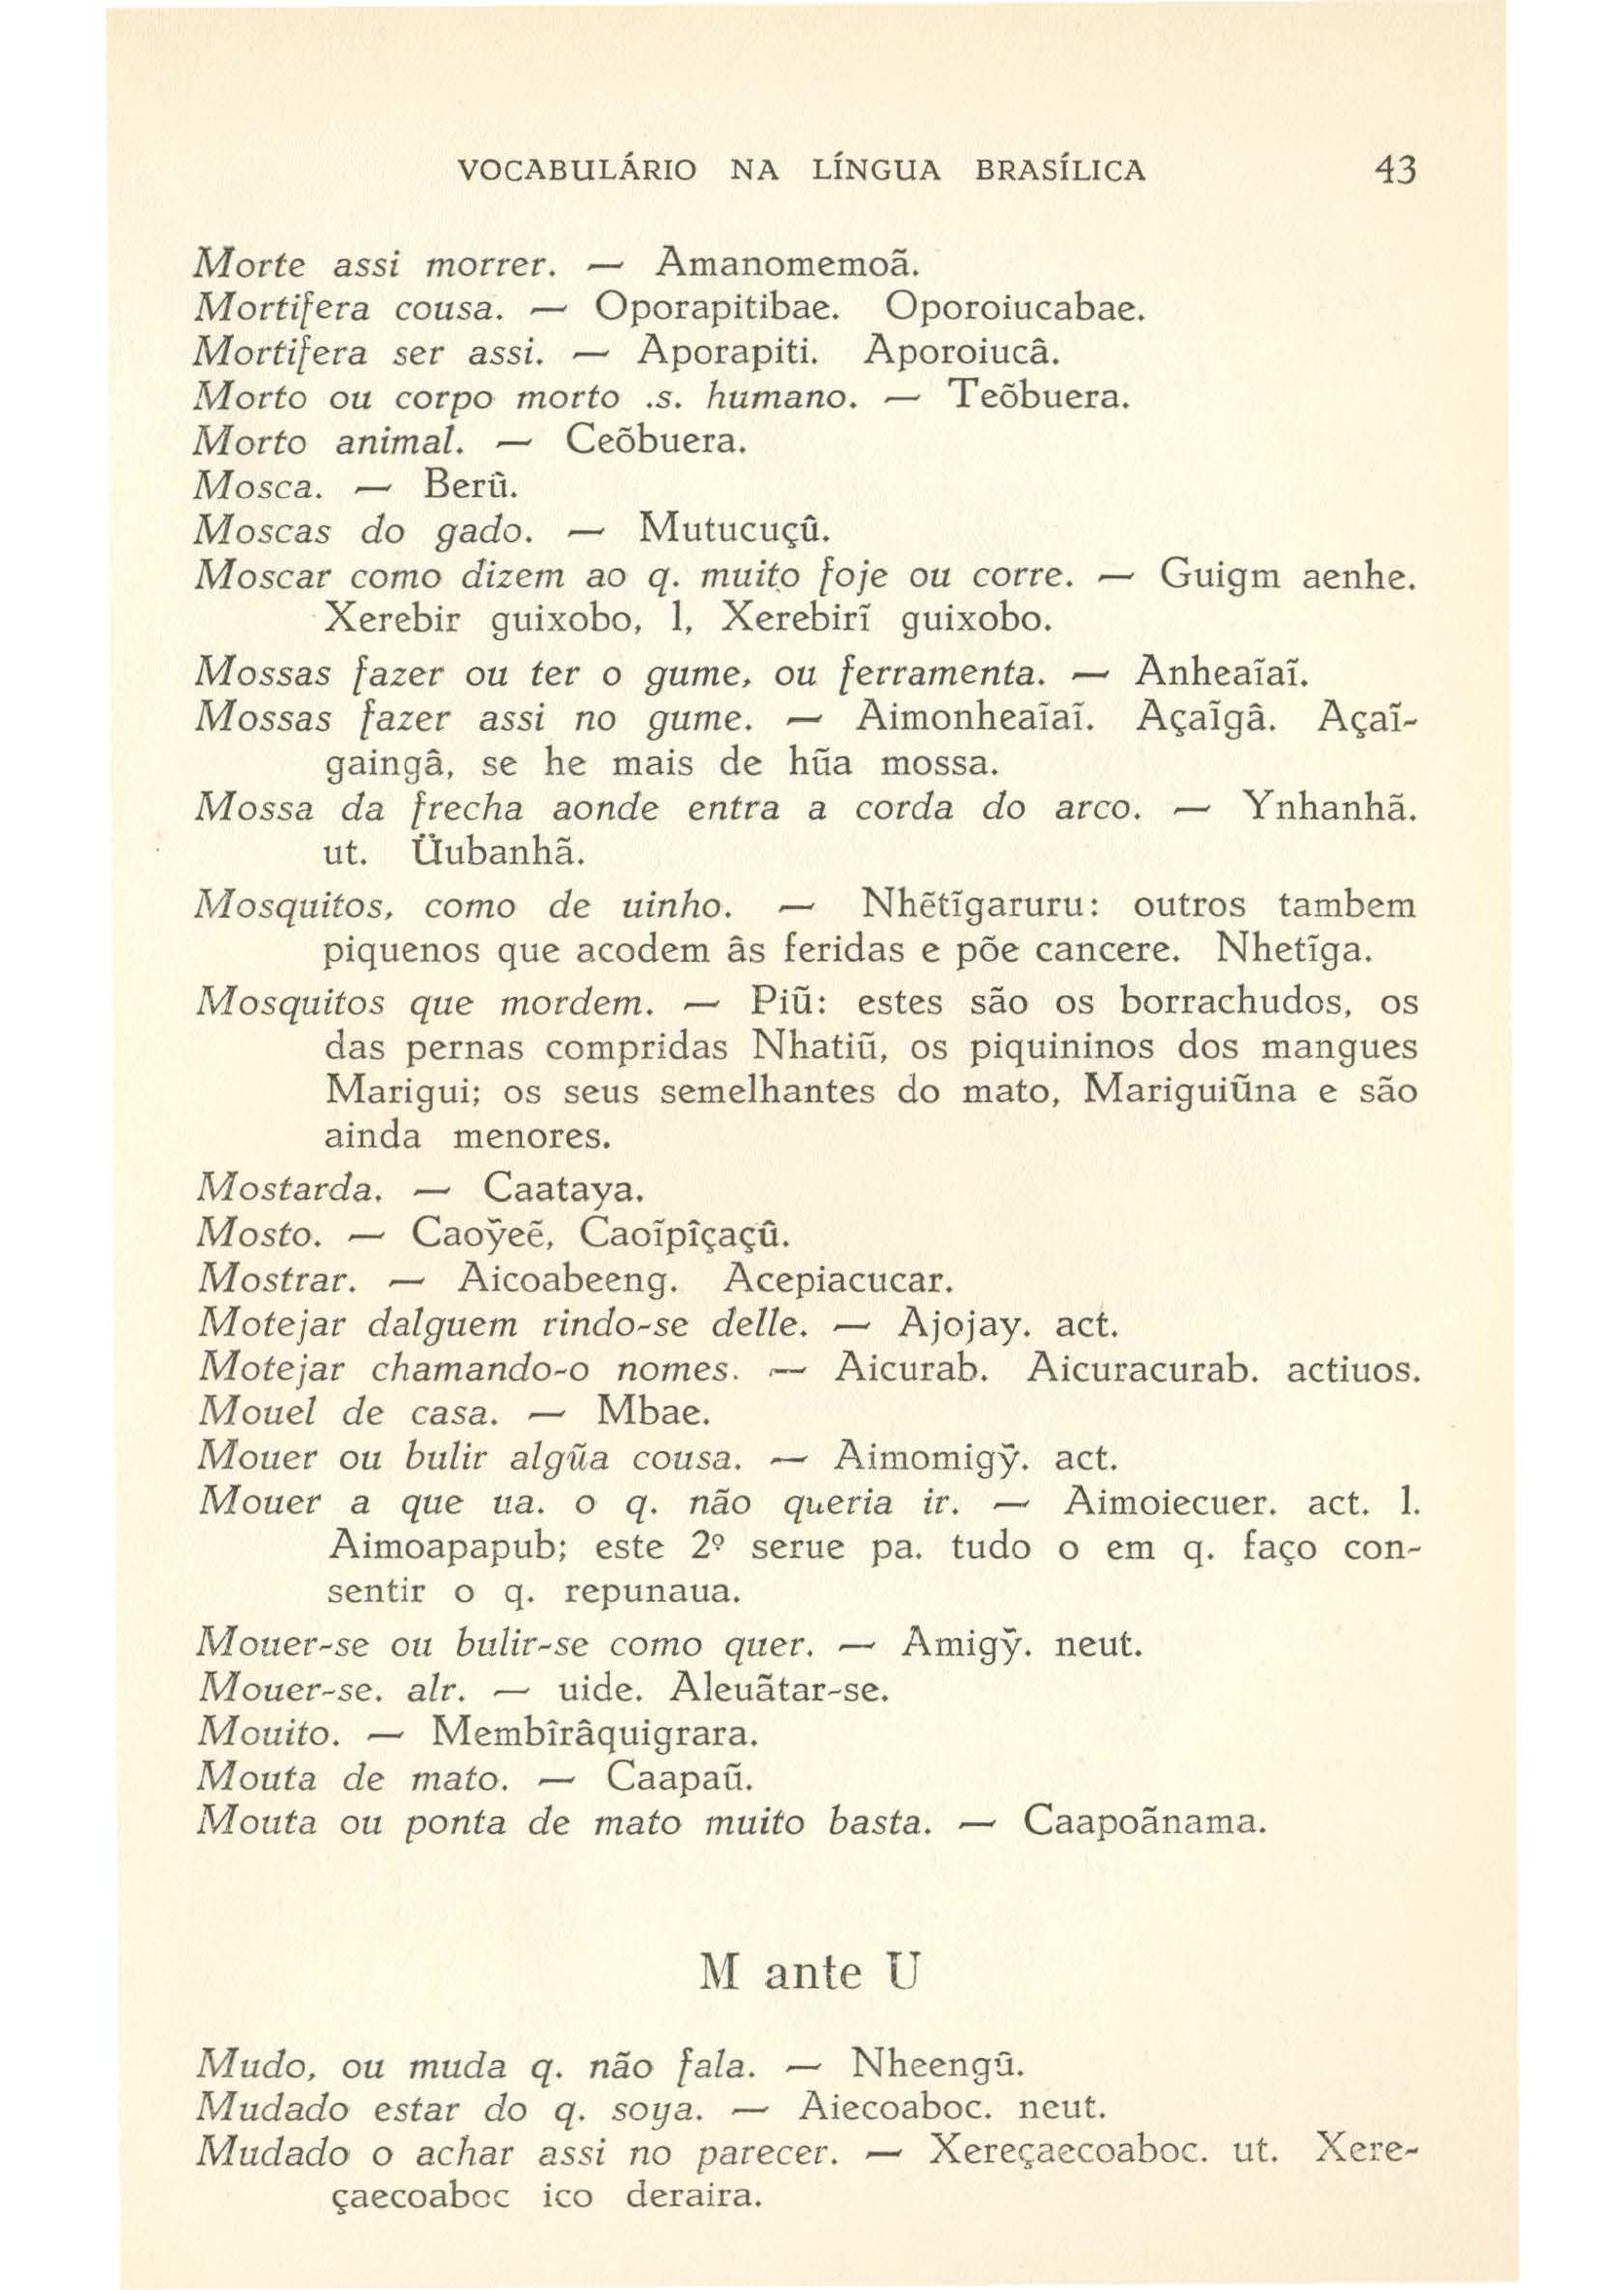 VOCABULÁRIO NA LÍNGUA BRASÍLICA 43
Morte assi morrer. — Amanomemoã.
Mortifera cousa. — Oporapitibae. Oporoiucabae.
Mortifera ser assi. — Aporapiti. Aporoiucâ.
Morto ou corpo morto .s. humano. — Teõbuera.
Morto animal. — Ceõbuera.
Mosca. — Berû.
Moscas do gado. — Mutucuçû.
Moscar como dizem ao q. muito foje ou corre. — Guigm aenhe.
Xerebir guixobo, l, Xerebirĩ guixobo.
Mossas fazer ou ter o gume, ou ferramenta. — Anheaĩaĩ.
Mossas fazer assi no gume. — Aimonheaĩaĩ. Açaĩgâ. Açaĩ-
gaingâ, se he mais de hũa mossa.
Mossa da frecha aonde entra a corda do arco. — Ynhanhã.
ut. Üubanhã.
Mosquitos, como de uinho. — Nhẽtĩgaruru: outros tambem
piquenos que acodem âs feridas e põe cancere. Nhetĩga.
Mosquitos que mordem. — Piũ: estes são os borrachudos, os
das pernas compridas Nhatiũ, os piquininos dos mangues
Marigui; os seus semelhantes do mato, Mariguiũna e são
ainda menores.
Mostarda. — Caataya.
Mosto. — Caoỹeẽ, Caoĩpîçaçû.
Mostrar. — Aicoabeeng. Acepiacucar.
Motejar dalguem rindo-se delle. — Ajojay. act.
Motejar chamando-o nomes. — Aicurab. Aicuracurab. actiuos.
Mouel de casa. — Mbae.
Mouer ou bulir algũa cousa. — Aimomigỹ. act.
Mouer a que ua. o q. não queria ir. — Aimoiecuer. act. l.
Aimoapapub; este 2º serue pa. tudo o em q. faço con-
sentir o q. repunaua.
Mouer-se ou bulir-se como quer. — Amigỹ. neut.
Mouer-se. alr. — uide. Aleuãtar-se.
Mouito. — Membîrâquigrara.
Mouta de mato. — Caapaũ.
Mouta ou ponta de mato muito basta. — Caapoãnama.
M ante U
Mudo, ou muda q. não fala. — Nheengû.
Mudado estar do q. soya. — Aiecoaboc. neut.
Mudado o achar assi no parecer. — Xereçaecoaboc. ut. Xere-
çaecoaboc ico deraira.